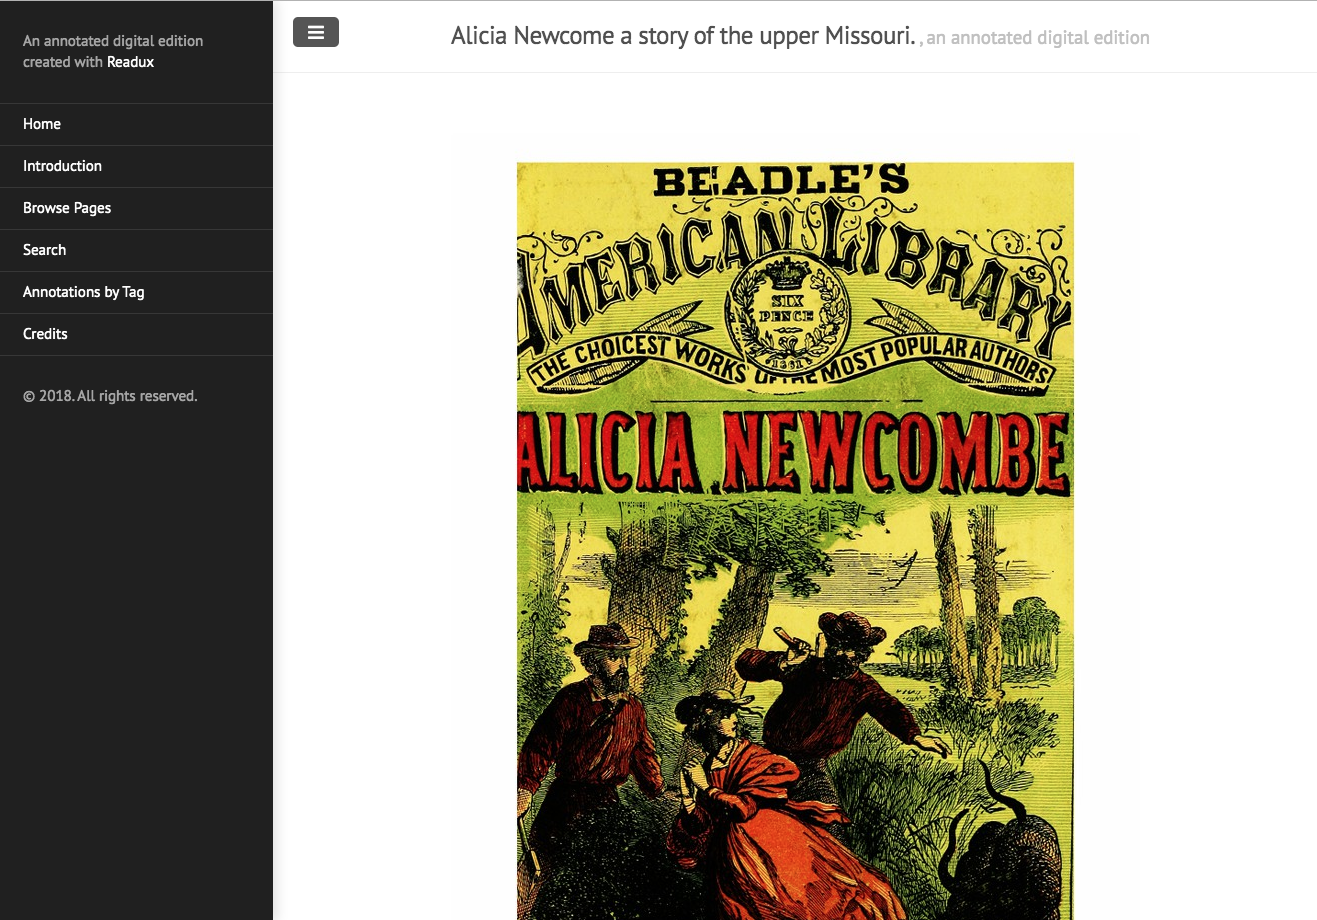 An annotated digital edition
created with Readux
Home
Introduction
Browse Pages
Search
Annotations by Tag
Credits
© 2018. All rights reserved.
Alicia Newcome a story of the upper Missouri. , an annotated digital edition
BEADLE'S
AMERICAN LIBRARY
SIX
PENCE
1861
THE CHOICEST WORKS OF THE MOST POPULAR AUTHORS.
ALICIA NEWCOMBE